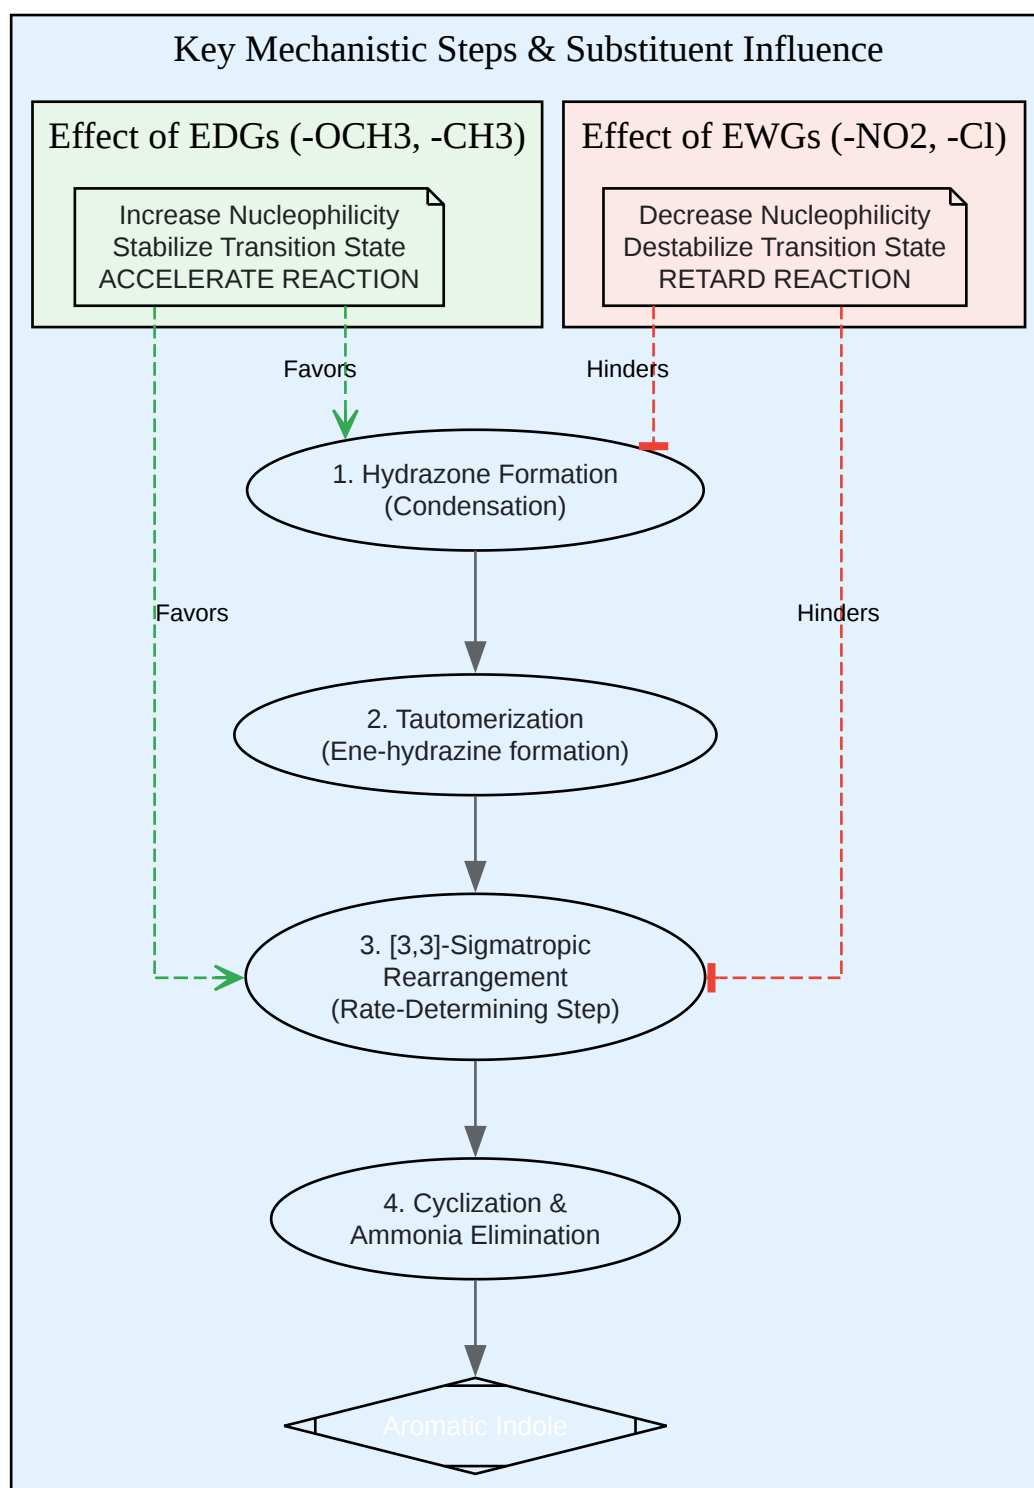 Key Mechanistic Steps & Substituent Influence
Effect of EDGs (-OCH3, -CH3)
Increase Nucleophilicity
Stabilize Transition State
ACCELERATE REACTION
Effect of EWGs (-NO2, -Cl)
Decrease Nucleophilicity
Destabilize Transition State
RETARD REACTION
Favors
Hinders
1. Hydrazone Formation
(Condensation)
Favors
Hinders
2. Tautomerization
(Ene-hydrazine formation)
3. [3,3]-Sigmatropic
Rearrangement
(Rate-Determining Step)
4. Cyclization &
Ammonia Elimination
Aromatic Indole